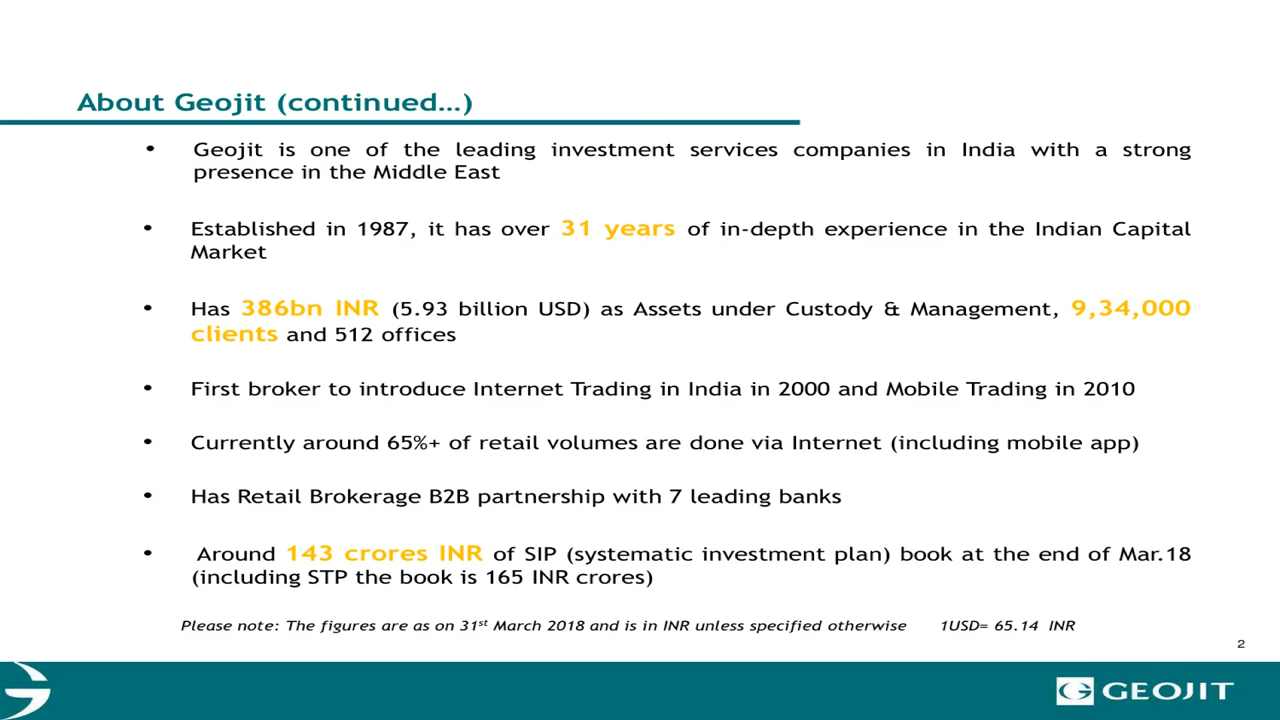 About Geojit (continued…)
• Geojit is one of the leading investment services companies in India with a strong
presence in the Middle East
• Established in 1987, it has over 31 years of in-depth experience in the Indian Capital
Market
• Has 386bn INR (5.93 billion USD) as Assets under Custody & Management, 9,34,000
clients and 512 offices
• First broker to introduce Internet Trading in India in 2000 and Mobile Trading in 2010
• Currently around 65%+ of retail volumes are done via Internet (including mobile app)
• Has Retail Brokerage B2B partnership with 7 leading banks
• Around 143 crores INR of SIP (systematic investment plan) book at the end of Mar.18
(including STP the book is 165 INR crores)
Please note: The figures are as on 31st March 2018 and is in INR unless specified otherwise 1USD= 65.14 INR
2
GEOJIT